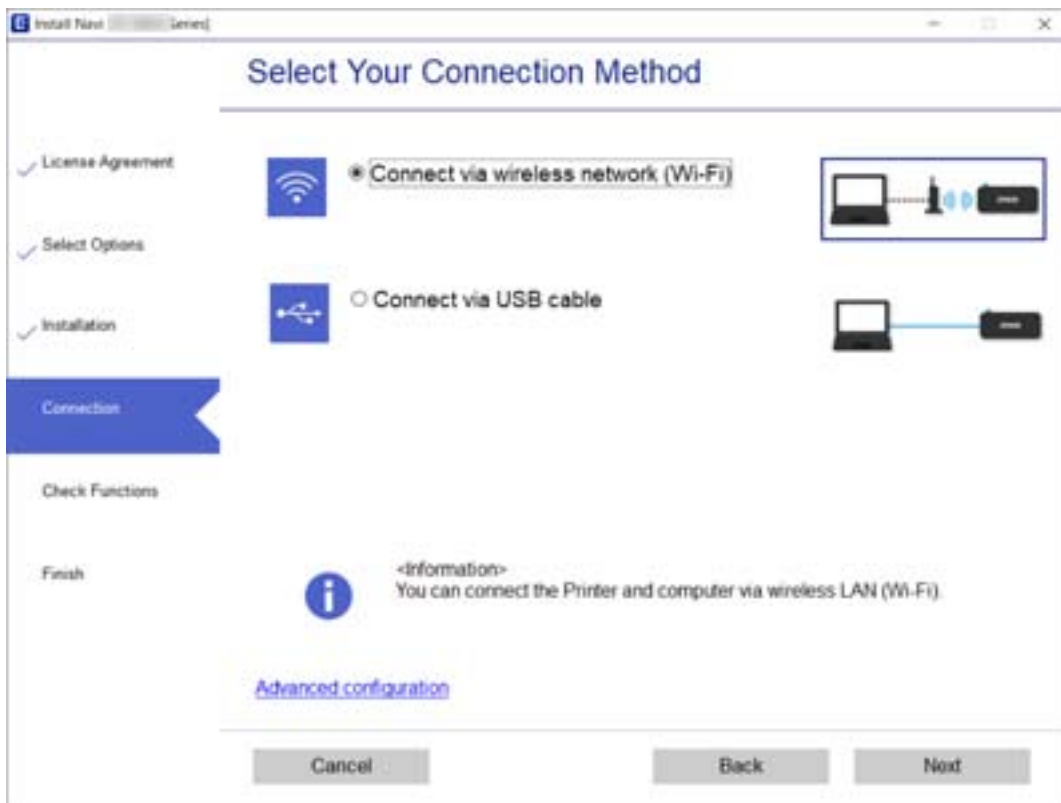 Install Navi Series]
Select Your Connection Method
License Agreement
Select Options
Installation
Connection
Check Functions
Finish
Connect via wireless network (Wi-Fi)
Connect via USB cable
<Information>
You can connect the Printer and computer via wireless LAN (Wi-Fi).
Advanced configuration
Cancel
Back
Next